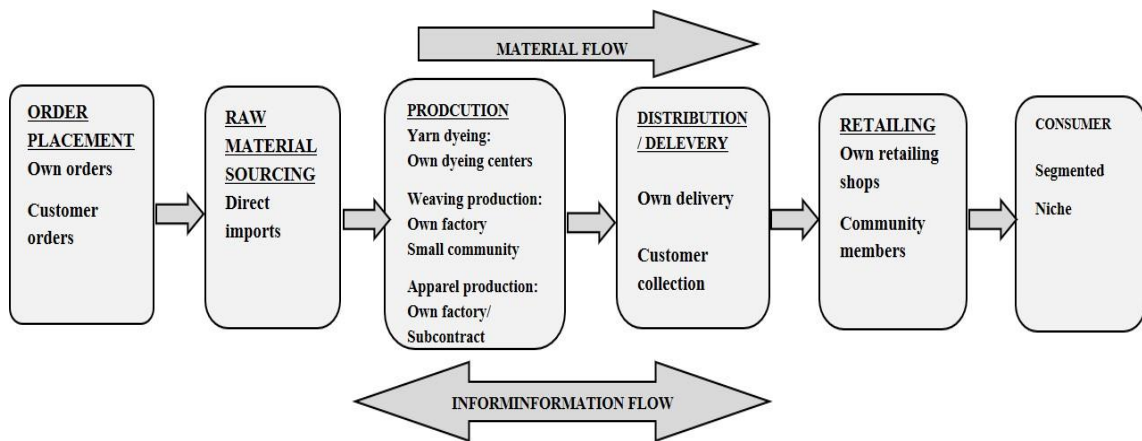 MATERIAL FLOW
ORDER
PLACEMENT
Own orders
Customer
orders
RAW
MATERIAL
SOURCING
Direct
imports
PRODCUTION
Yarn dyeing:
Own dyeing centers
Weaving production:
Own factory
Small community
Apparel production:
Own factory/
Subcontract
DISTRIBUTION
/ DELEVERY
Own delivery
Customer
collection
RETAILING
Own retailing
shops
Community
members
CONSUMER
Segmented
Niche
INFORMINFORMATION FLOW